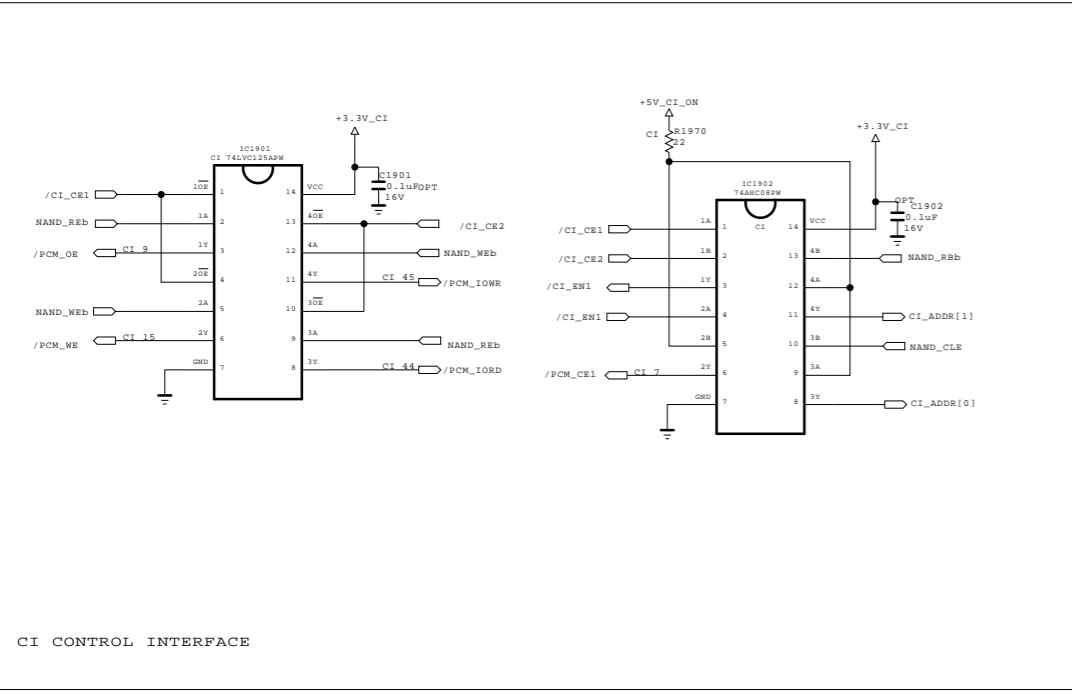 +5V_CI_ON
+3.3V_CI
CI R1970
22
+3.3V_CI
IC1901
CI 74LVC125APW
C1901
0.1uF OPT
16V
/CI_CE1
1OE 1
14 VCC
NAND_REb
1A 2
13 4OE
/CI_CE2
/PCM_OE
CI 9
1Y 3
12 4A
NAND_WEb
2OE 4
11 4Y
CI 45
/PCM_IOWR
NAND_WEb
2A 5
10 3OE
/PCM_WE
CI 15
2Y 6
9 3A
NAND_REb
GND 7
8 3Y
CI 44
/PCM_IORD
IC1902
74AHC08PW
CI
OPT
C1902
0.1uF
16V
/CI_CE1
1A 1
14 VCC
/CI_CE2
1B 2
13 4B
NAND_RBb
/CI_EN1
1Y 3
12 4A
/CI_EN1
2A 4
11 4Y
CI_ADDR[1]
2B 5
10 3B
NAND_CLE
/PCM_CE1
CI 7
2Y 6
9 3A
GND 7
8 3Y
CI_ADDR[0]
CI CONTROL INTERFACE